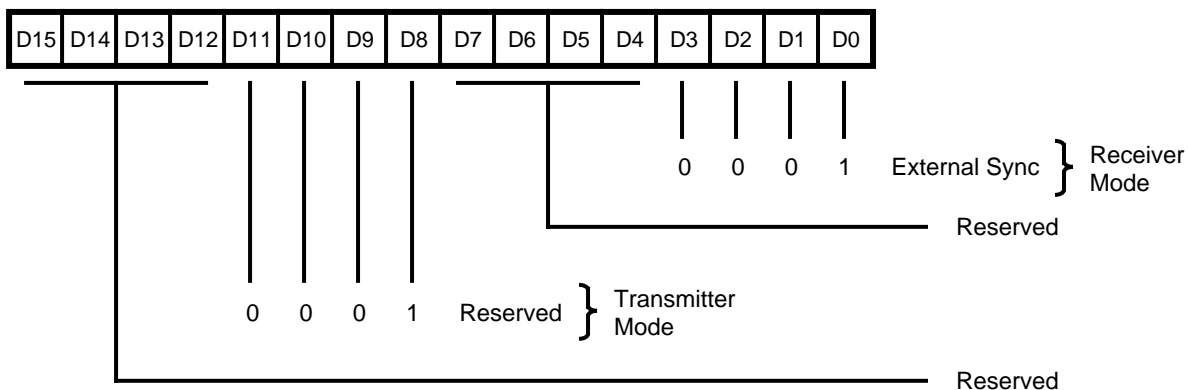 D15 D14 D13 D12 D11 D10 D9 D8 D7 D6 D5 D4 D3 D2 D1 D0
0 0 0 1 External Sync } Receiver
Mode
Reserved
0 0 0 1 Reserved } Transmitter
Mode
Reserved